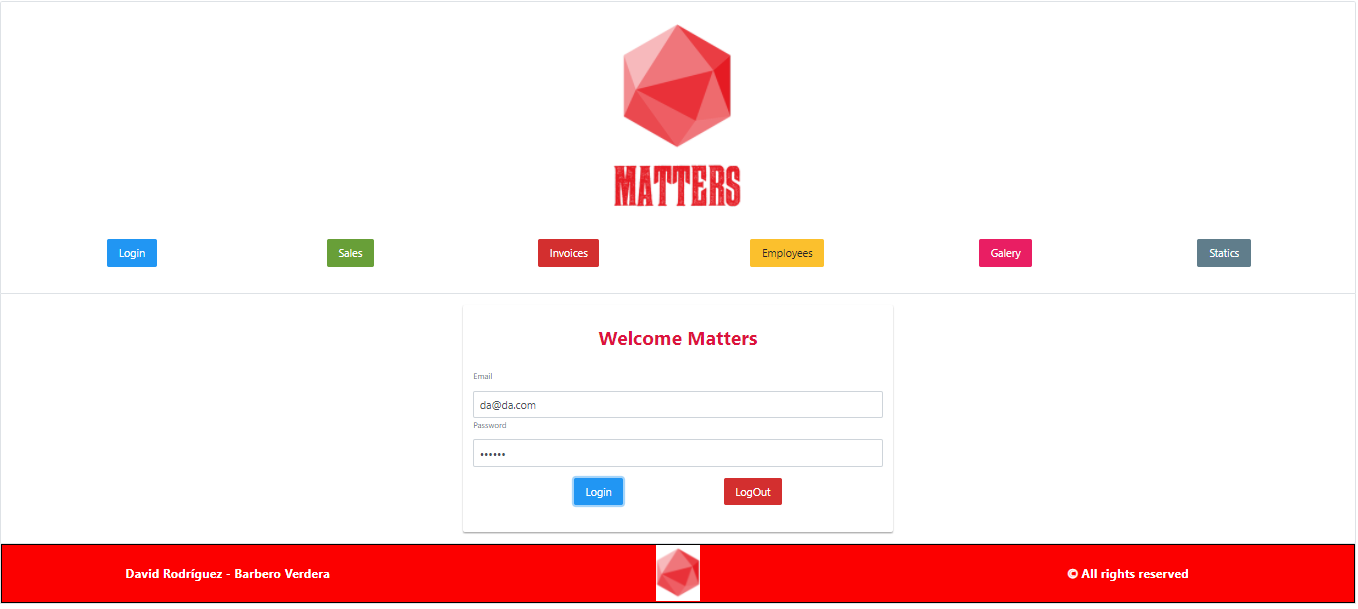 MATTERS
Login Sales Invoices Employees Galery Statics
Welcome Matters
Email
da@da.com
Password
••••••
Login LogOut
David Rodríguez - Barbero Verdera © All rights reserved